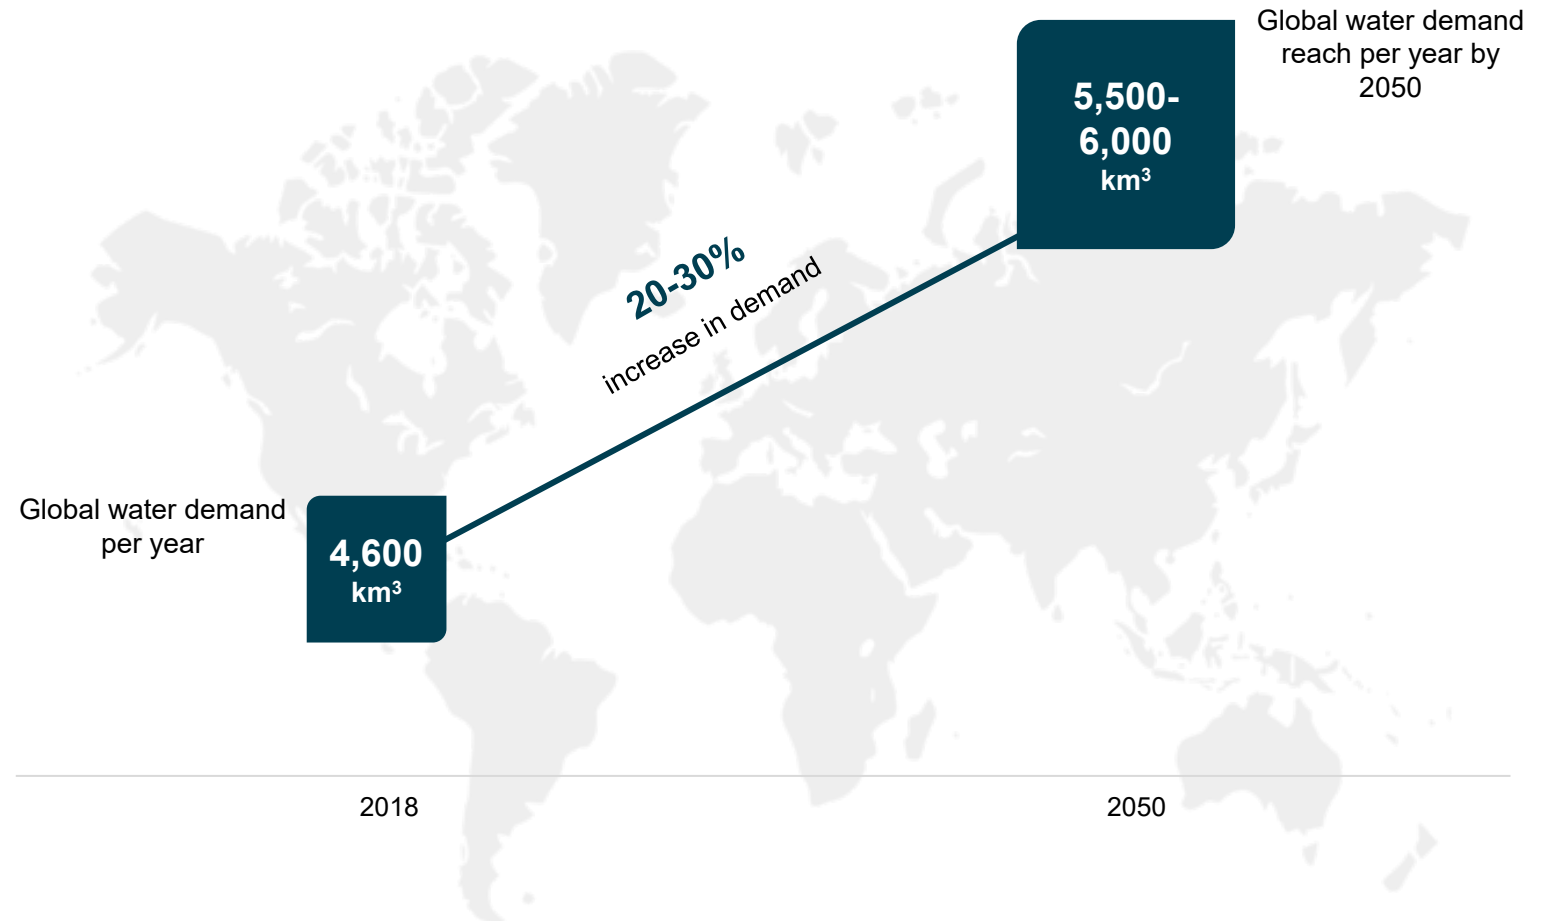 Global water demand
reach per year by
2050
5,500-
6,000
km³
20-30%
increase in demand
Global water demand
per year
4,600
km³
2018
2050